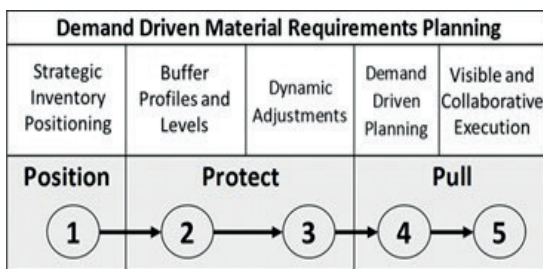 Demand Driven Material Requirements Planning
Strategic
Inventory
Positioning
Buffer
Profiles and
Levels
Dynamic
Adjustments
Demand
Driven
Planning
Visible and
Collaborative
Execution
Position
Protect
Pull
1
2
3
4
5